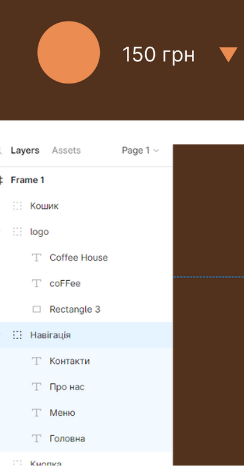 150 грн
Layers Assets Page 1
Frame 1
Кошик
logo
Coffee House
coFFee
Rectangle 3
Навігація
Контакти
Про нас
Меню
Головна
Кнопка